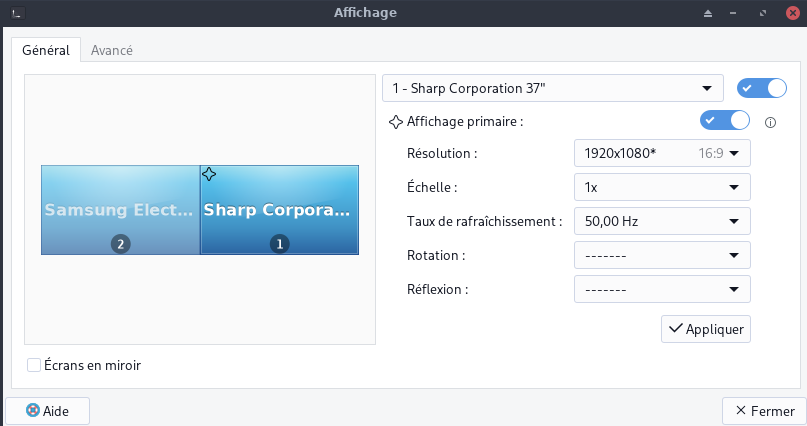 Affichage
Général
Avancé
1 - Sharp Corporation 37"
Affichage primaire :
Résolution :
1920x1080*
16:9
Échelle :
1x
Taux de rafraîchissement :
50,00 Hz
Rotation :
-------
Réflexion :
-------
Samsung Elect...
2
Sharp Corpora...
1
Appliquer
Écrans en miroir
Aide
Fermer